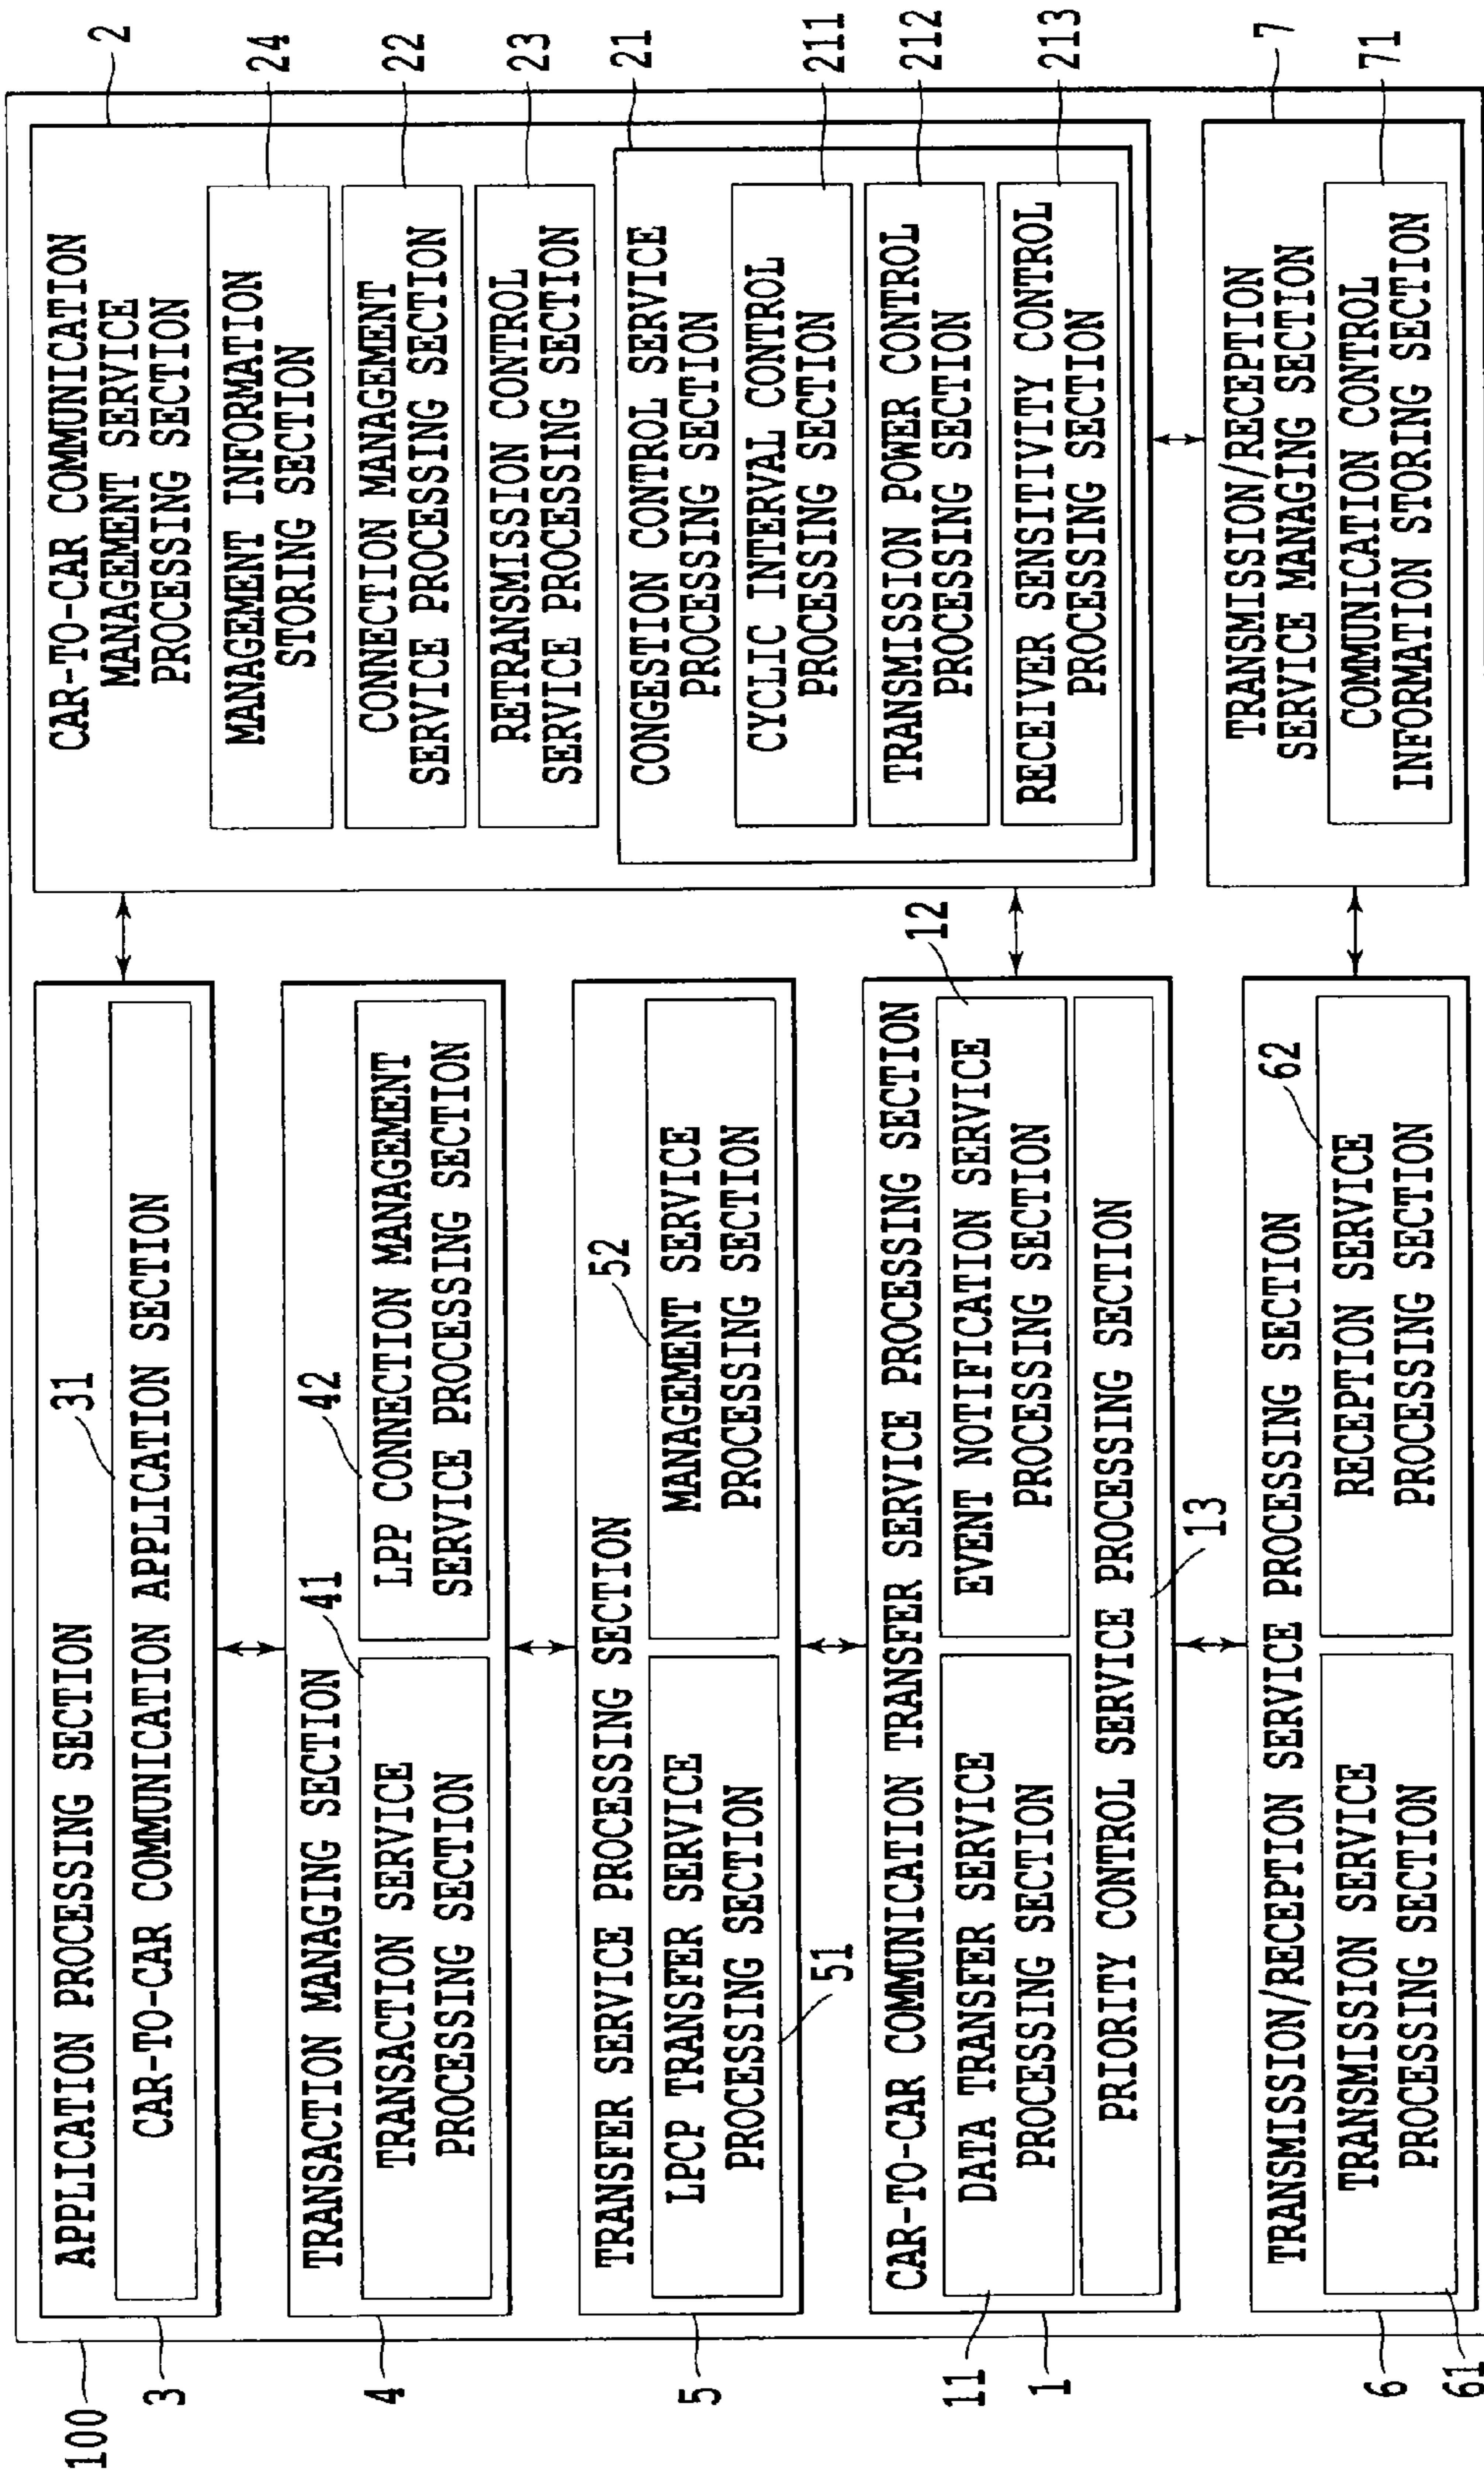 100
3
APPLICATION PROCESSING SECTION
31
CAR-TO-CAR COMMUNICATION APPLICATION SECTION
4
TRANSACTION MANAGING SECTION
41
42
TRANSACTION SERVICE
PROCESSING SECTION
LPP CONNECTION MANAGEMENT
SERVICE PROCESSING SECTION
5
TRANSFER SERVICE PROCESSING SECTION
52
LPCP TRANSFER SERVICE
PROCESSING SECTION
51
MANAGEMENT SERVICE
PROCESSING SECTION
CAR-TO-CAR COMMUNICATION TRANSFER SERVICE PROCESSING SECTION
12
11
DATA TRANSFER SERVICE
PROCESSING SECTION
EVENT NOTIFICATION SERVICE
PROCESSING SECTION
1
PRIORITY CONTROL SERVICE PROCESSING SECTION
13
6
TRANSMISSION/RECEPTION SERVICE PROCESSING SECTION
62
61
TRANSMISSION SERVICE
PROCESSING SECTION
RECEPTION SERVICE
PROCESSING SECTION
2
CAR-TO-CAR COMMUNICATION
MANAGEMENT SERVICE
PROCESSING SECTION
24
MANAGEMENT INFORMATION
STORING SECTION
22
CONNECTION MANAGEMENT
SERVICE PROCESSING SECTION
23
RETRANSMISSION CONTROL
SERVICE PROCESSING SECTION
21
CONGESTION CONTROL SERVICE
PROCESSING SECTION
211
CYCLIC INTERVAL CONTROL
PROCESSING SECTION
212
TRANSMISSION POWER CONTROL
PROCESSING SECTION
213
RECEIVER SENSITIVITY CONTROL
PROCESSING SECTION
7
TRANSMISSION/RECEPTION
SERVICE MANAGING SECTION
71
COMMUNICATION CONTROL
INFORMATION STORING SECTION